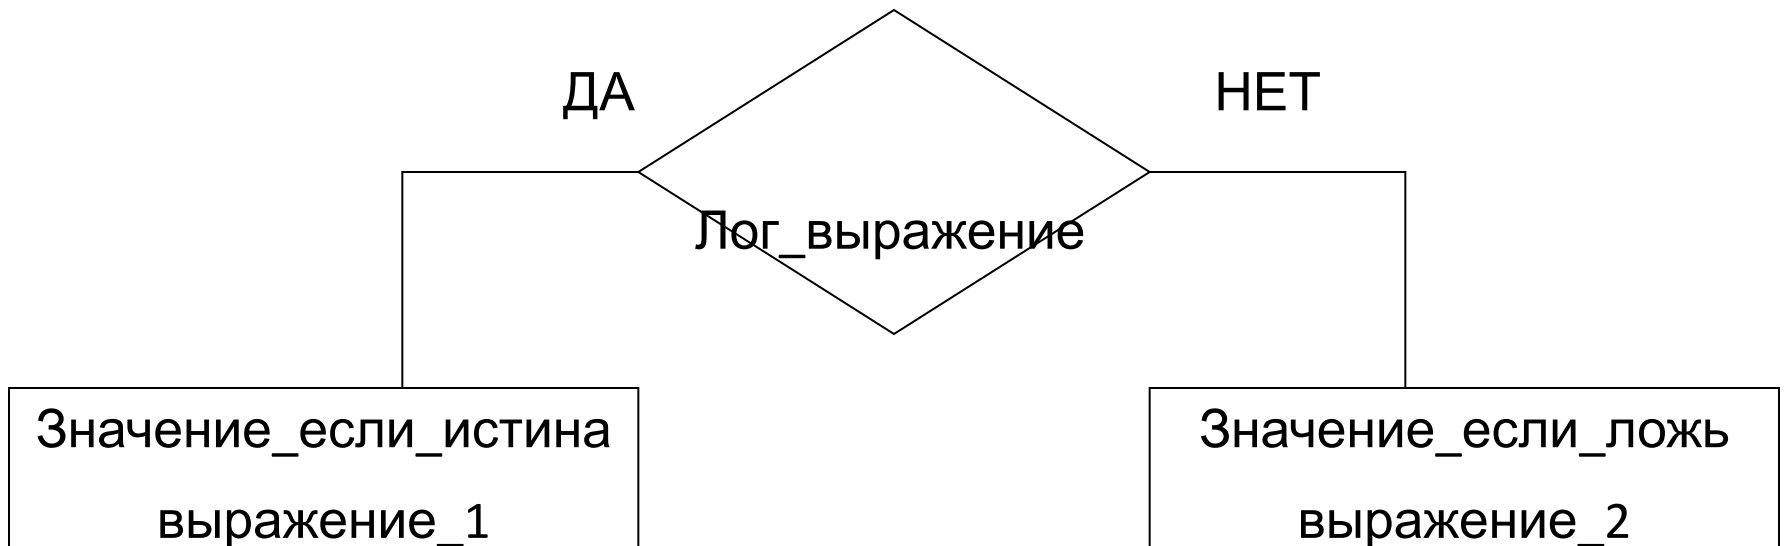 ДА
НЕТ
Лог_выражение
Значение_если_истина
выражение_1
Значение_если_ложь
выражение_2